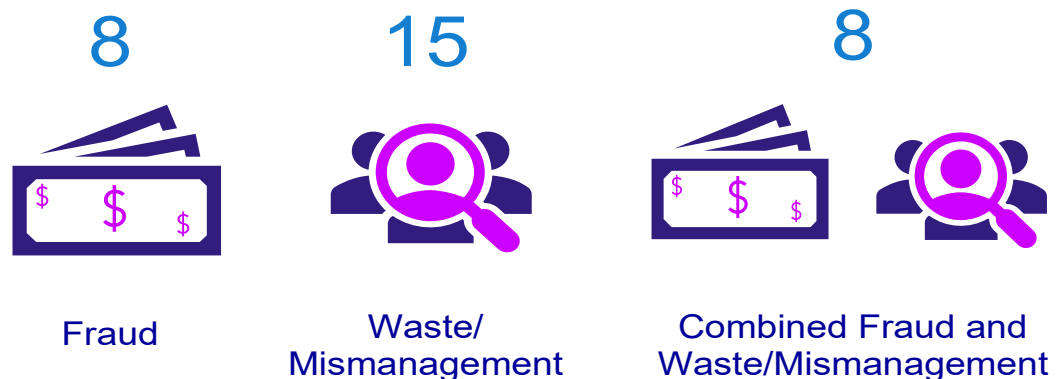 8 15 8
$ $ $ $ $ $
Fraud
Waste/
Mismanagement
Combined Fraud and
Waste/Mismanagement